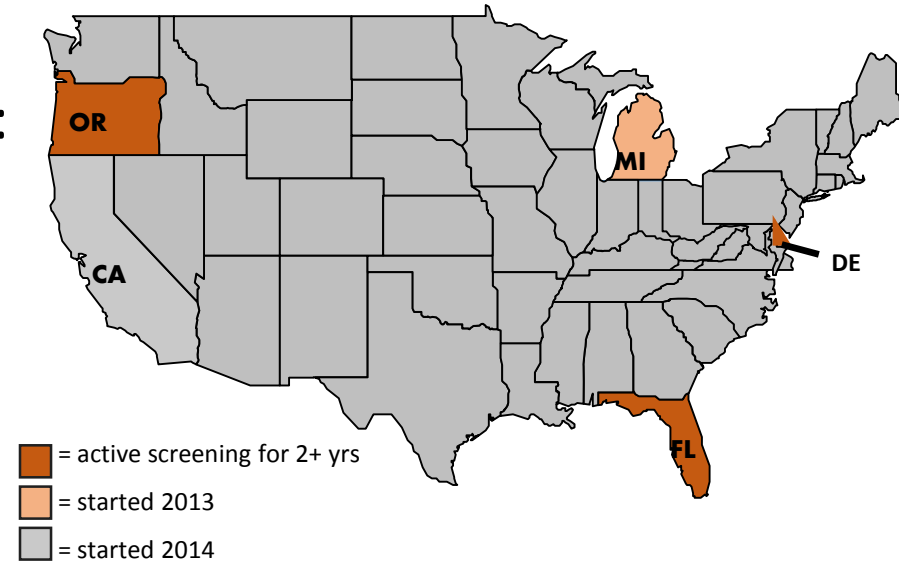 :
OR
MI
CA
DE
FL
= active screening for 2+ yrs
= started 2013
= started 2014